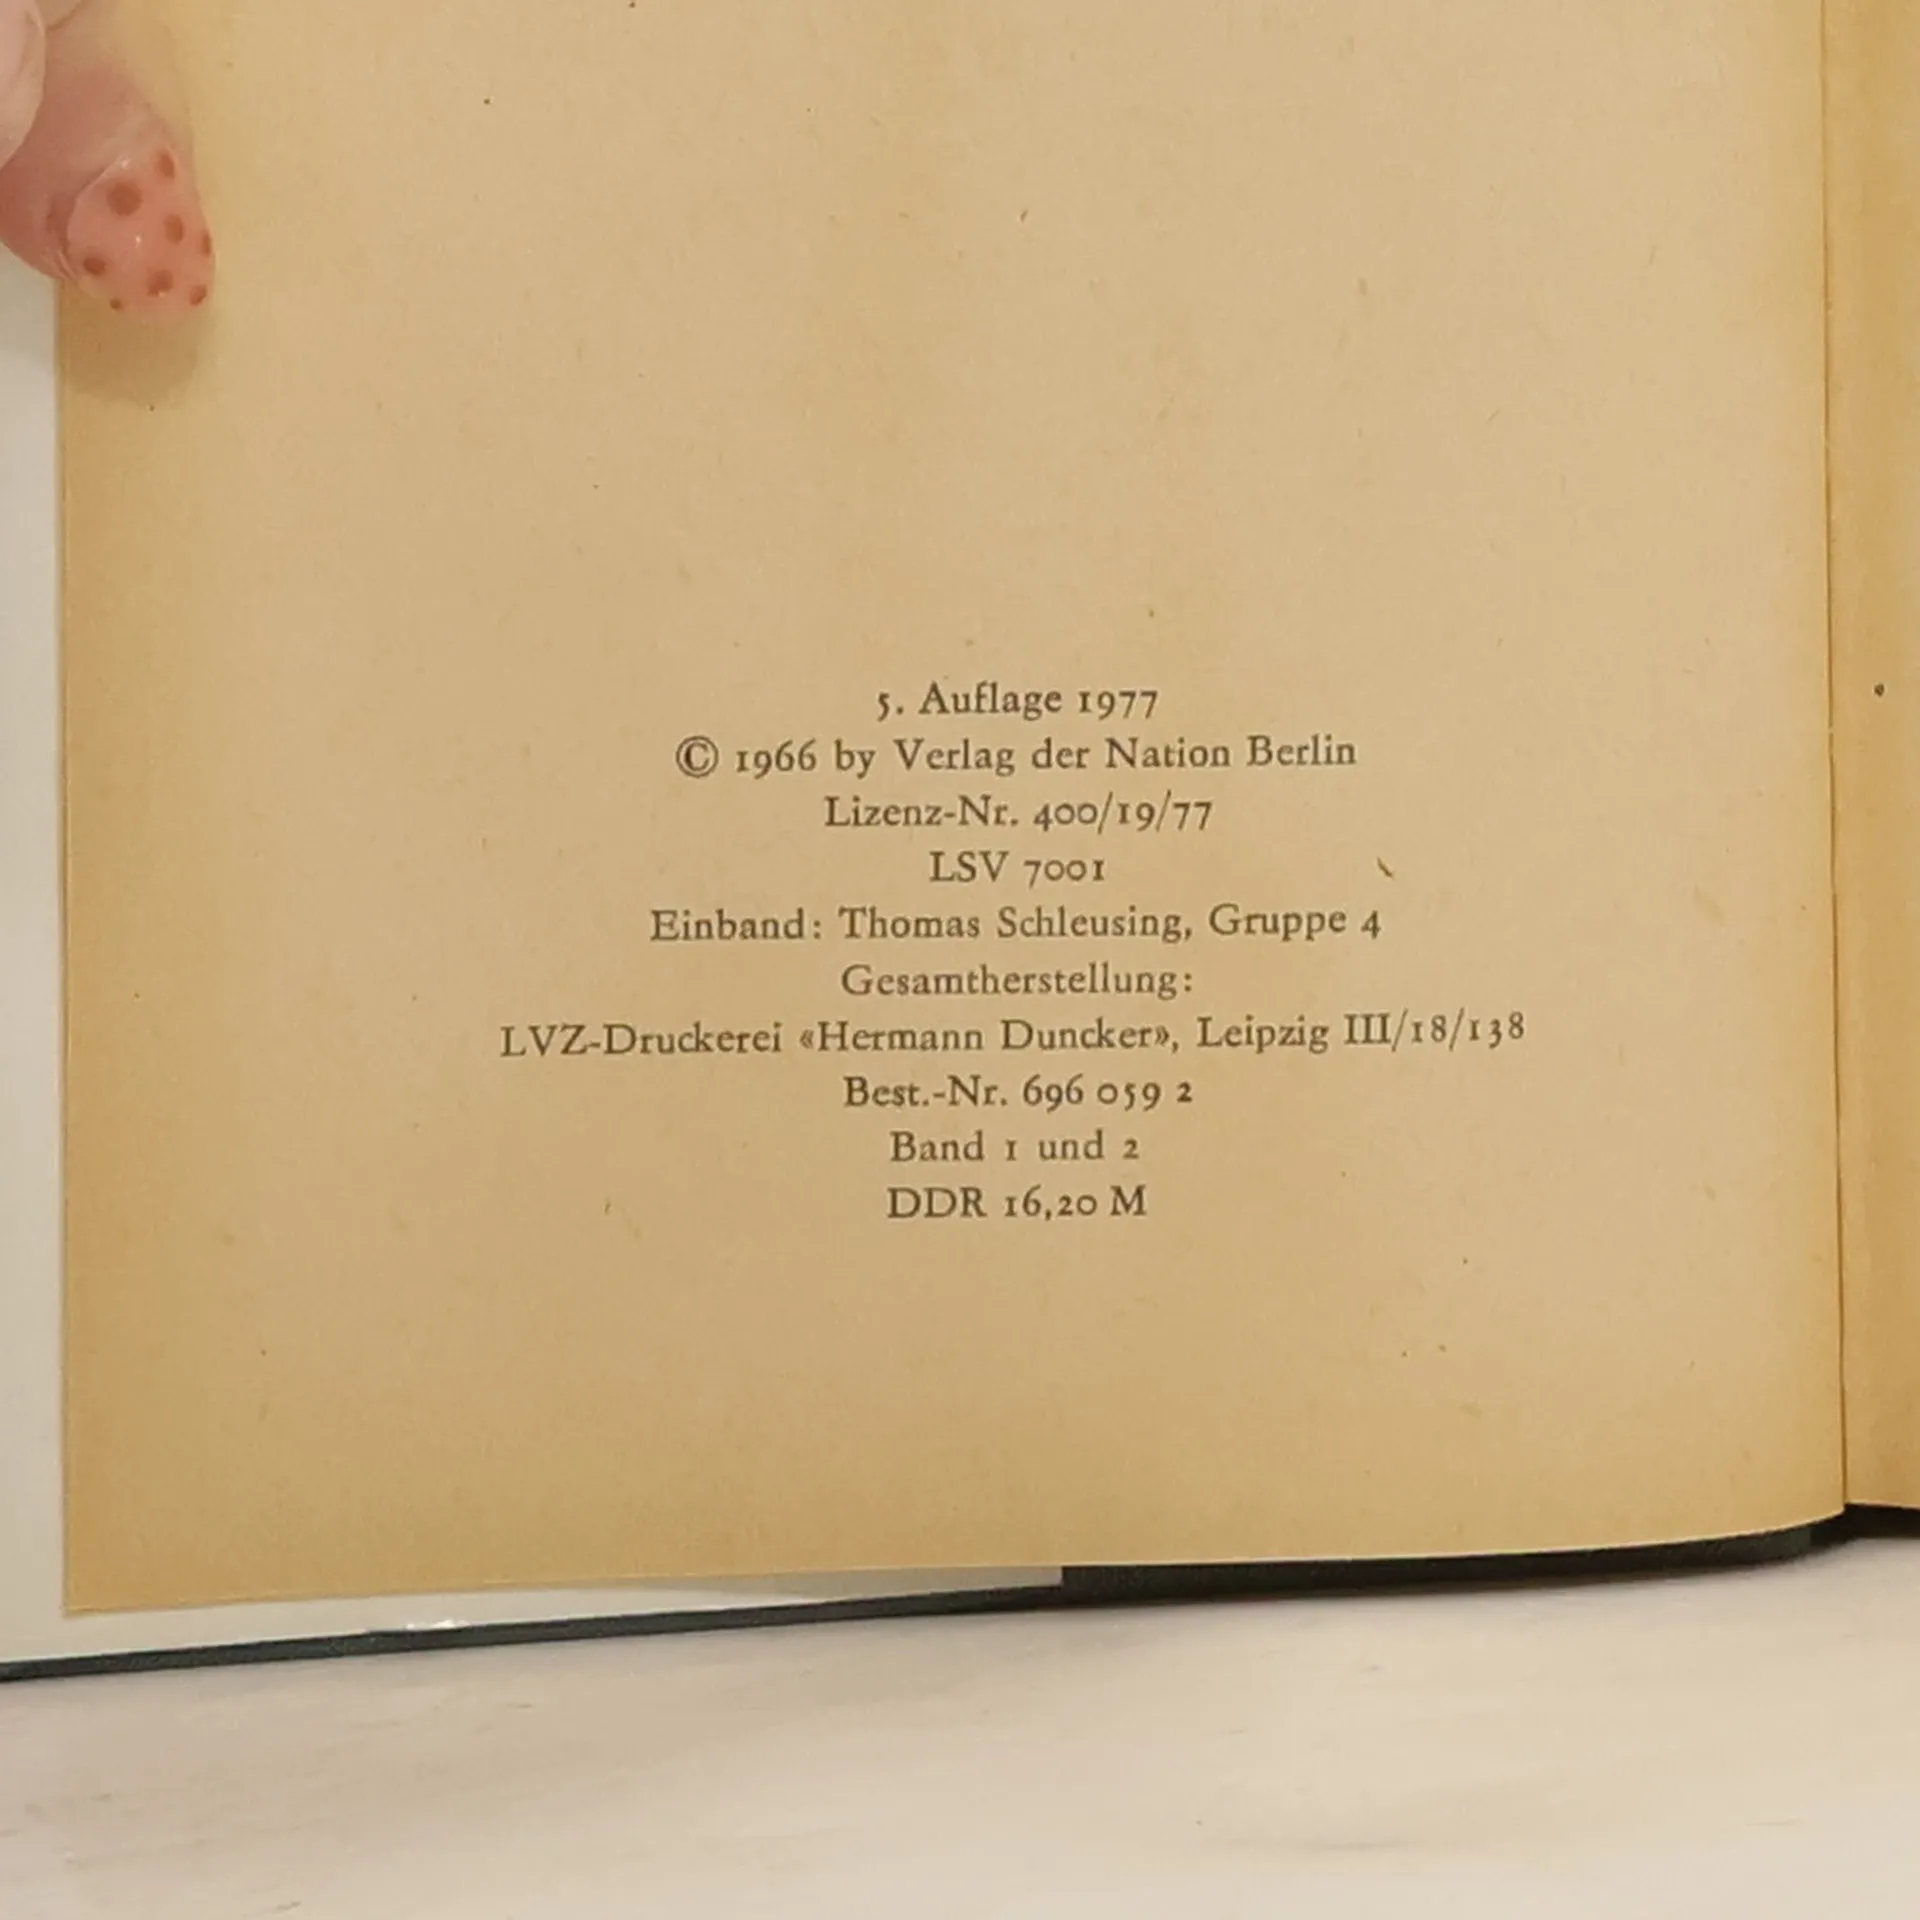 5. Auflage 1977
© 1966 by Verlag der Nation Berlin
Lizenz-Nr. 400/19/77
LSV 7001
Einband: Thomas Schleusing, Gruppe 4
Gesamtherstellung:
LVZ-Druckerei «Hermann Duncker», Leipzig III/18/138
Best.-Nr. 696 059 2
Band 1 und 2
DDR 16,20 M